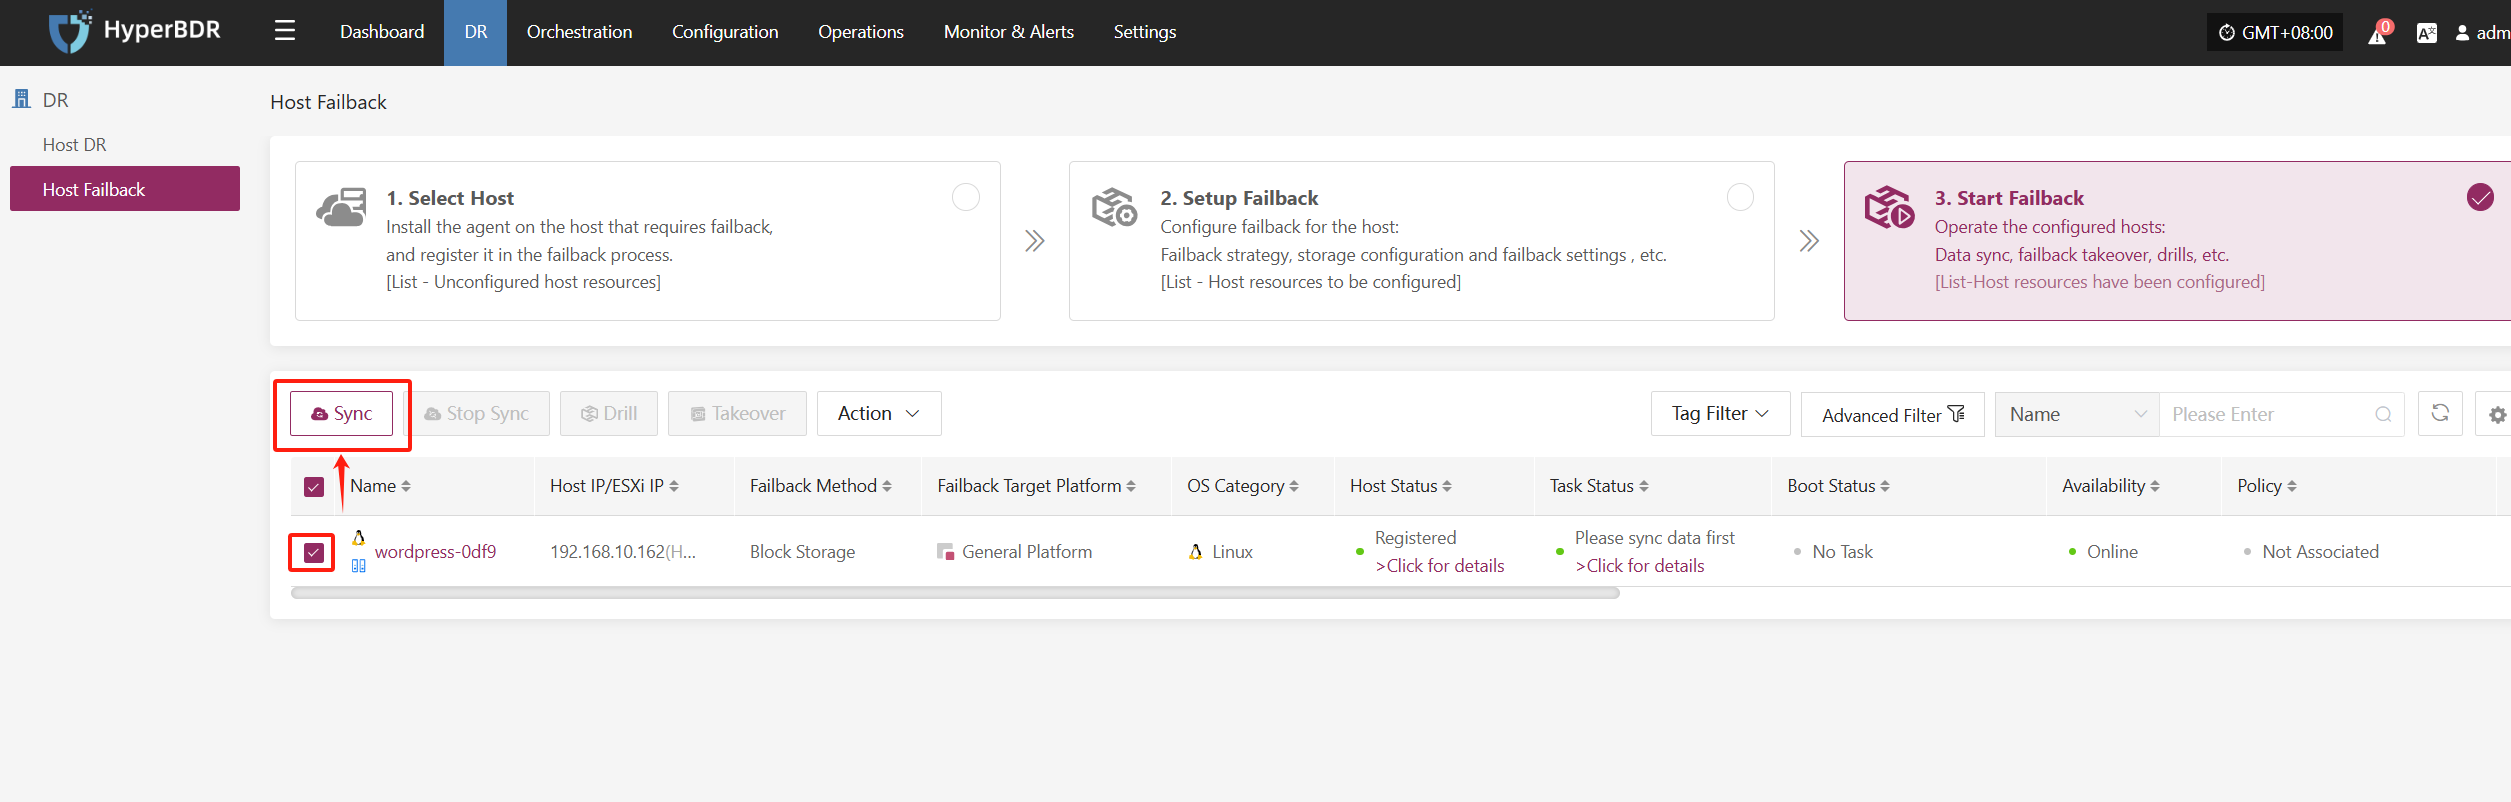 HyperBDR
Dashboard
DR
Orchestration
Configuration
Operations
Monitor & Alerts
Settings
GMT+08:00
0
adm
DR
Host DR
Host Failback
Host Failback
1. Select Host
Install the agent on the host that requires failback,
and register it in the failback process.
[List - Unconfigured host resources]
2. Setup Failback
Configure failback for the host:
Failback strategy, storage configuration and failback settings , etc.
[List - Host resources to be configured]
3. Start Failback
Operate the configured hosts:
Data sync, failback takeover, drills, etc.
[List-Host resources have been configured]
Sync
Stop Sync
Drill
Takeover
Action
Tag Filter
Advanced Filter
Name
Please Enter
Name
Host IP/ESXi IP
Failback Method
Failback Target Platform
OS Category
Host Status
Task Status
Boot Status
Availability
Policy
wordpress-0df9
192.168.10.162(H...
Block Storage
General Platform
Linux
Registered
>Click for details
Please sync data first
>Click for details
No Task
Online
Not Associated